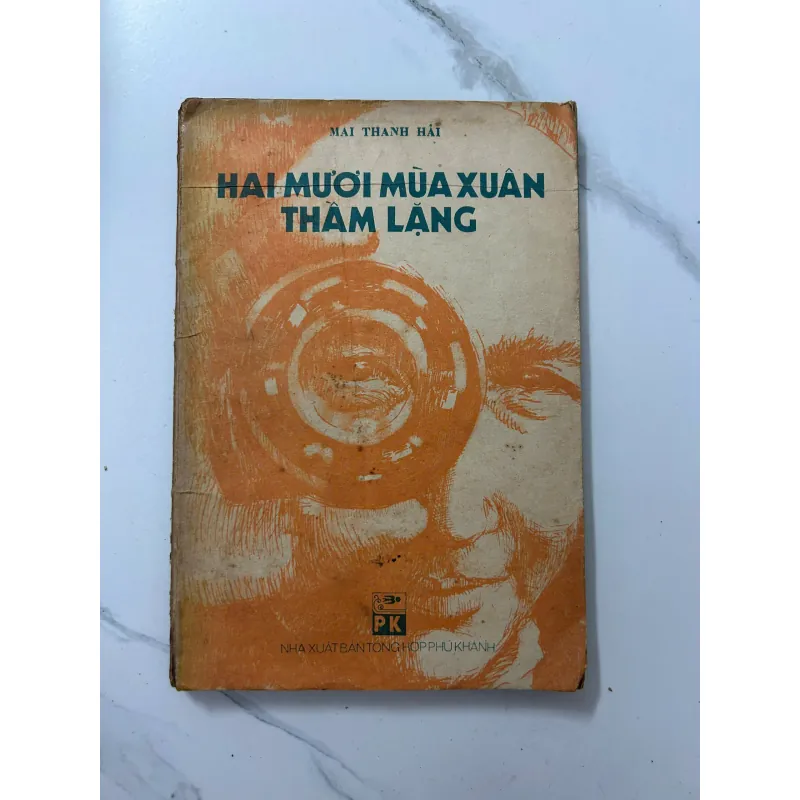 MAI THANH HẢI
HAI MƯƠI MÙA XUÂN
THẦM LẶNG
PK
NHÀ XUẤT BẢN TỔNG HỢP PHÚ KHÁNH